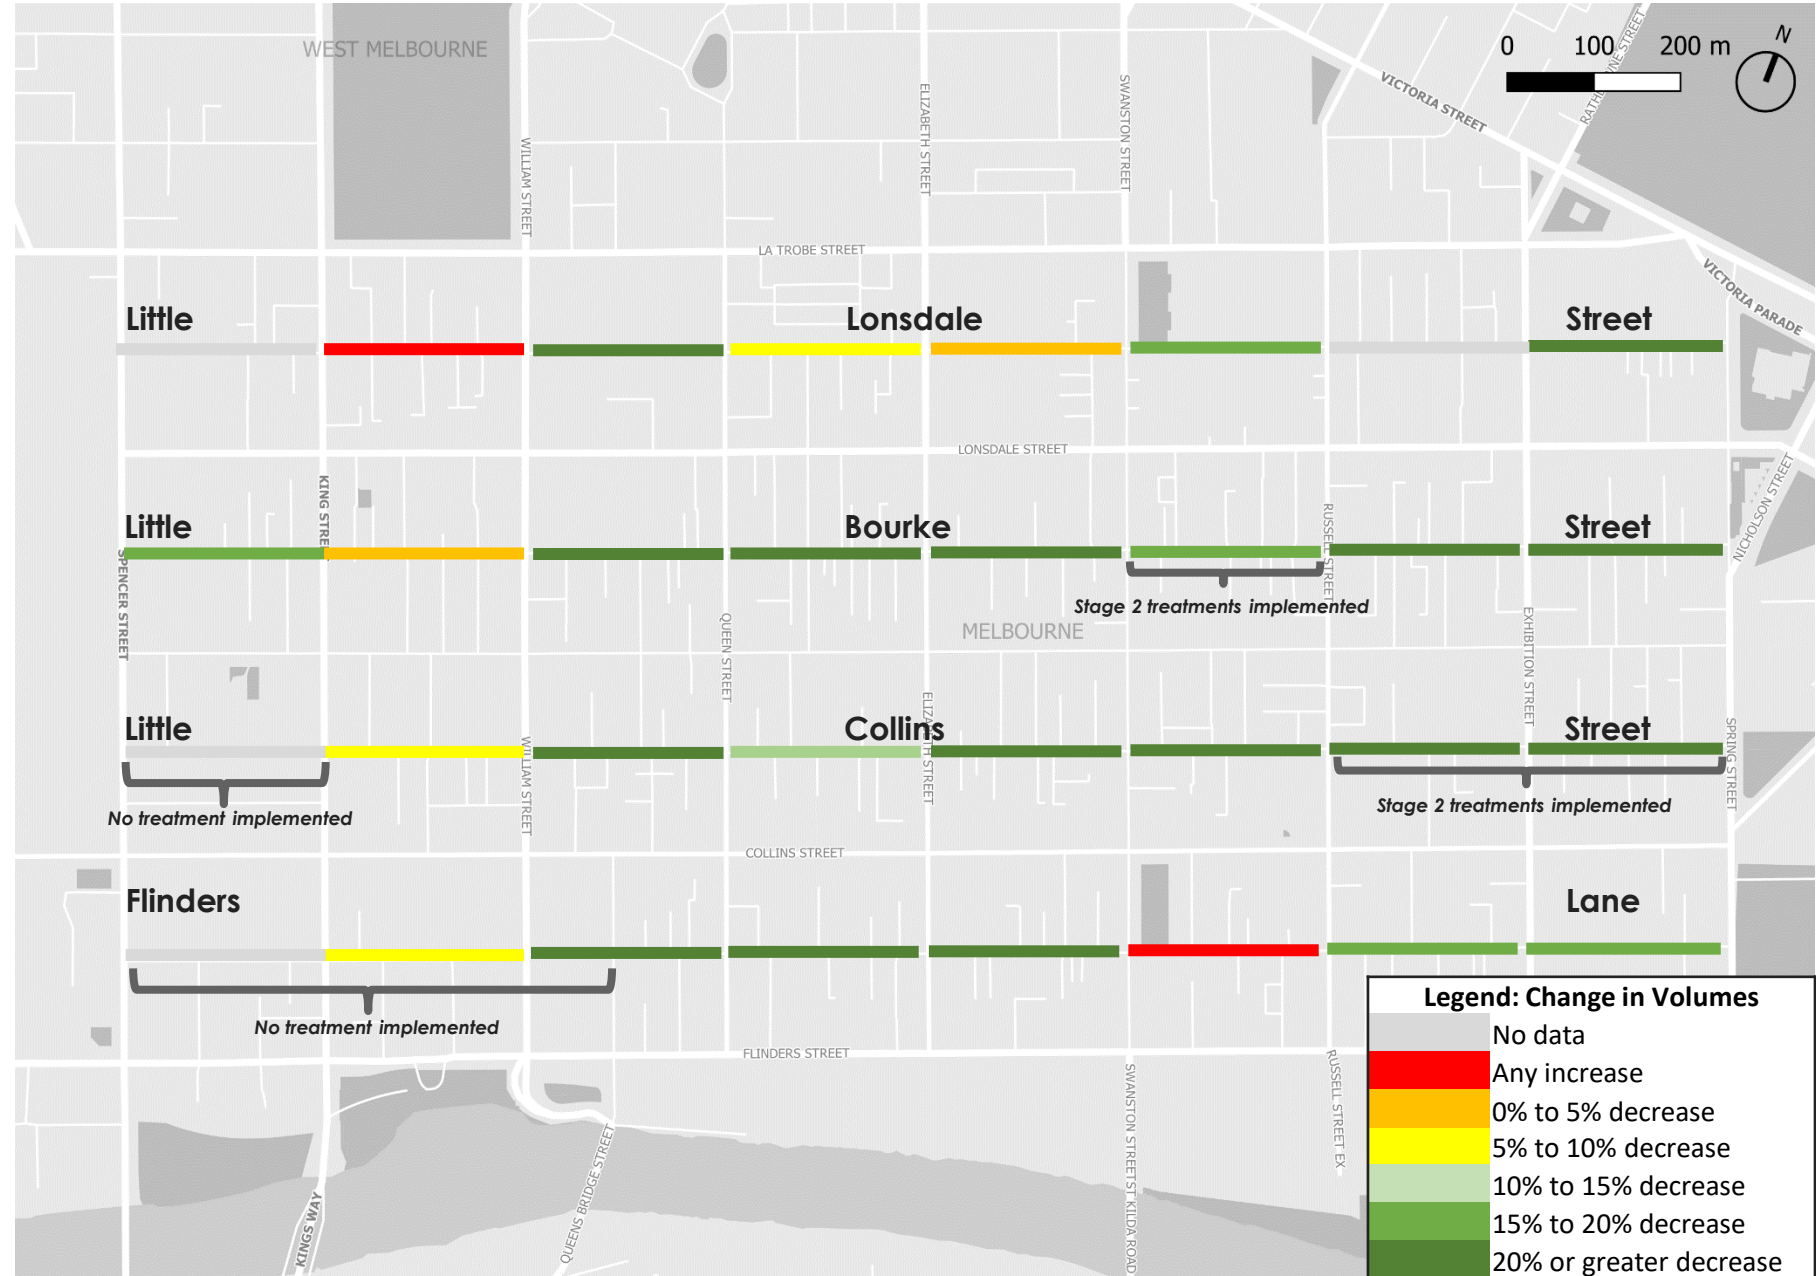 WEST MELBOURNE
0 100 200 m
N
RATHDOWNE STREET
VICTORIA STREET
ELIZABETH STREET
SWANSTON STREET
WILLIAM STREET
LA TROBE STREET
VICTORIA PARADE
Little Lonsdale Street
LONSDALE STREET
KING STREET
NICHOLSON STREET
RUSSELL STREET
Little Bourke Street
SPENCER STREET
Stage 2 treatments implemented
MELBOURNE
QUEEN STREET
EXHIBITION STREET
ELIZABETH STREET
SPRING STREET
Little Collins Street
WILLIAM STREET
No treatment implemented
Stage 2 treatments implemented
COLLINS STREET
Flinders Lane
No treatment implemented
FLINDERS STREET
SWANSTON STREET
ST KILDA ROAD
RUSSELL STREET EX
QUEENS BRIDGE STREET
KINGS WAY
Legend: Change in Volumes
No data
Any increase
0% to 5% decrease
5% to 10% decrease
10% to 15% decrease
15% to 20% decrease
20% or greater decrease